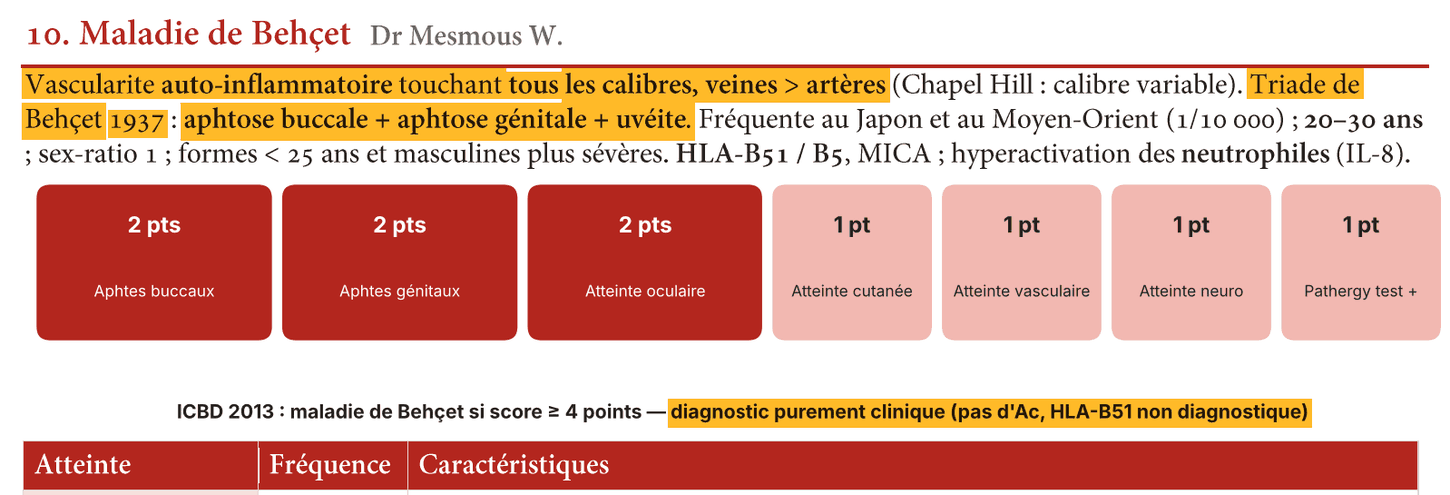 10. Maladie de Behçet Dr Mesmous W.
Vascularite auto-inflammatoire touchant tous les calibres, veines > artères (Chapel Hill : calibre variable). Triade de
Behçet 1937 : aphtose buccale + aphtose génitale + uvéite. Fréquente au Japon et au Moyen-Orient (1/10 000) ; 20–30 ans
; sex-ratio 1 ; formes < 25 ans et masculines plus sévères. HLA-B51 / B5, MICA ; hyperactivation des neutrophiles (IL-8).
2 pts 2 pts 2 pts 1 pt 1 pt 1 pt 1 pt
Aphtes buccaux Aphtes génitaux Atteinte oculaire Atteinte cutanée Atteinte vasculaire Atteinte neuro Pathergy test +
ICBD 2013 : maladie de Behçet si score ≥ 4 points — diagnostic purement clinique (pas d'Ac, HLA-B51 non diagnostique)
Atteinte Fréquence Caractéristiques